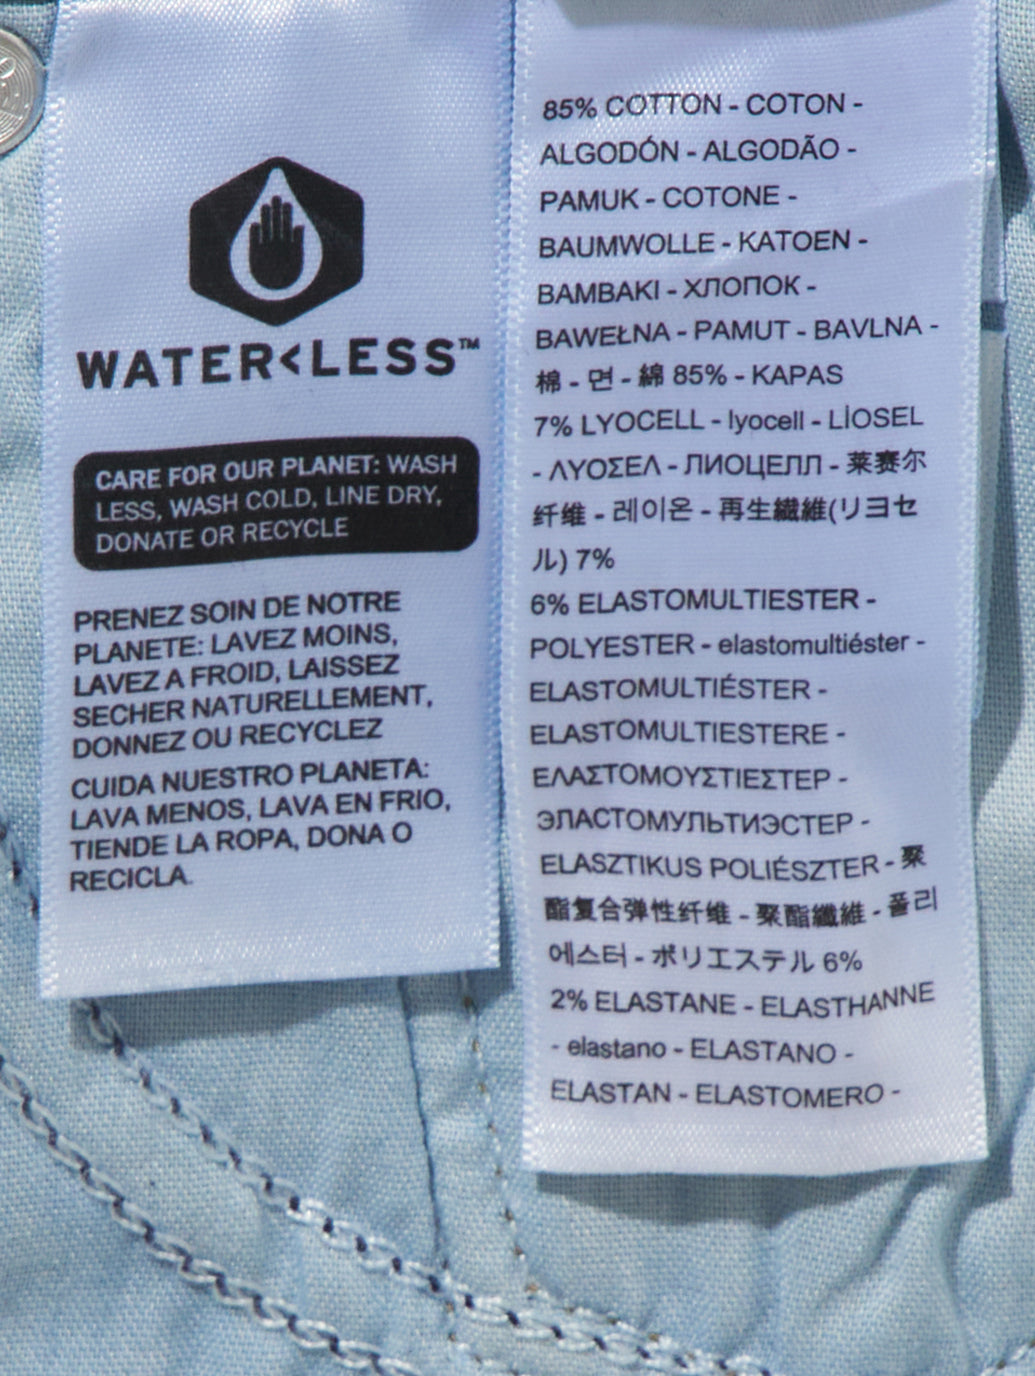 WATER<LESS™
CARE FOR OUR PLANET: WASH
LESS, WASH COLD, LINE DRY,
DONATE OR RECYCLE
PRENEZ SOIN DE NOTRE
PLANETE: LAVEZ MOINS,
LAVEZ A FROID, LAISSEZ
SECHER NATURELLEMENT,
DONNEZ OU RECYCLEZ
CUIDA NUESTRO PLANETA:
LAVA MENOS, LAVA EN FRIO,
TIENDE LA ROPA, DONA O
RECICLA.
85% COTTON - COTON -
ALGODÓN - ALGODÃO -
PAMUK - COTONE -
BAUMWOLLE - KATOEN -
BAMBAKI - ХЛОПОК -
BAWEŁNA - PAMUT - BAVLNA -
棉 - 면 - 綿 85% - KAPAS
7% LYOCELL - lyocell - LİOSEL
- ΛΥΟΣΕΛ - ЛИОЦЕЛЛ - 莱赛尔
纤维 - 레이온 - 再生繊維(リヨセ
ル) 7%
6% ELASTOMULTIESTER -
POLYESTER - elastomultiéster -
ELASTOMULTIÉSTER -
ELASTOMULTIESTERE -
ΕΛΑΣΤΟΜΟΥΣΤΙΕΣΤΕΡ -
ЭЛАСТОМУЛЬТИЭСТЕР -
ELASZTIKUS POLIÉSZTER - 聚
酯复合弹性纤维 - 聚酯纖維 - 폴리
에스터 - ポリエステル 6%
2% ELASTANE - ELASTHANNE
- elastano - ELASTANO -
ELASTAN - ELASTOMERO -